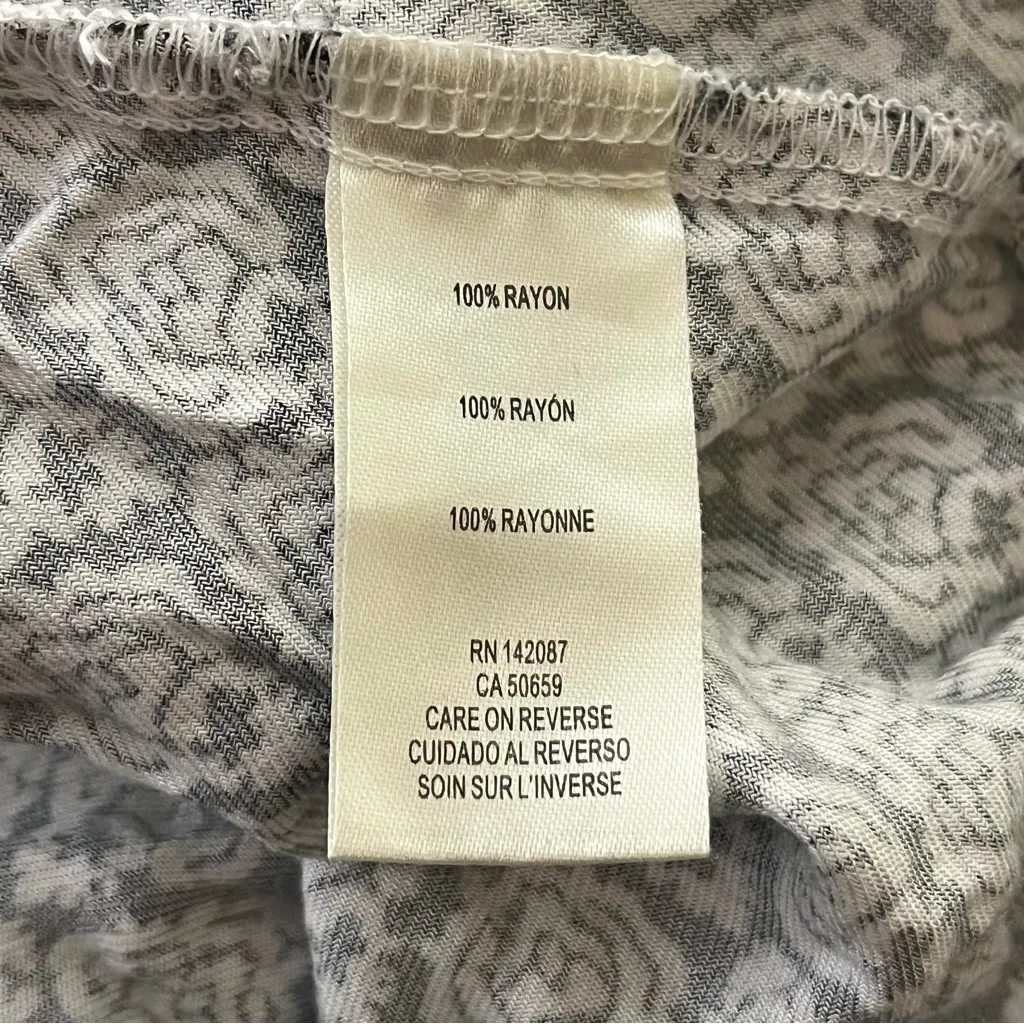 100% RAYON
100% RAYÓN
100% RAYONNE
RN 142087
CA 50659
CARE ON REVERSE
CUIDADO AL REVERSO
SOIN SUR L'INVERSE